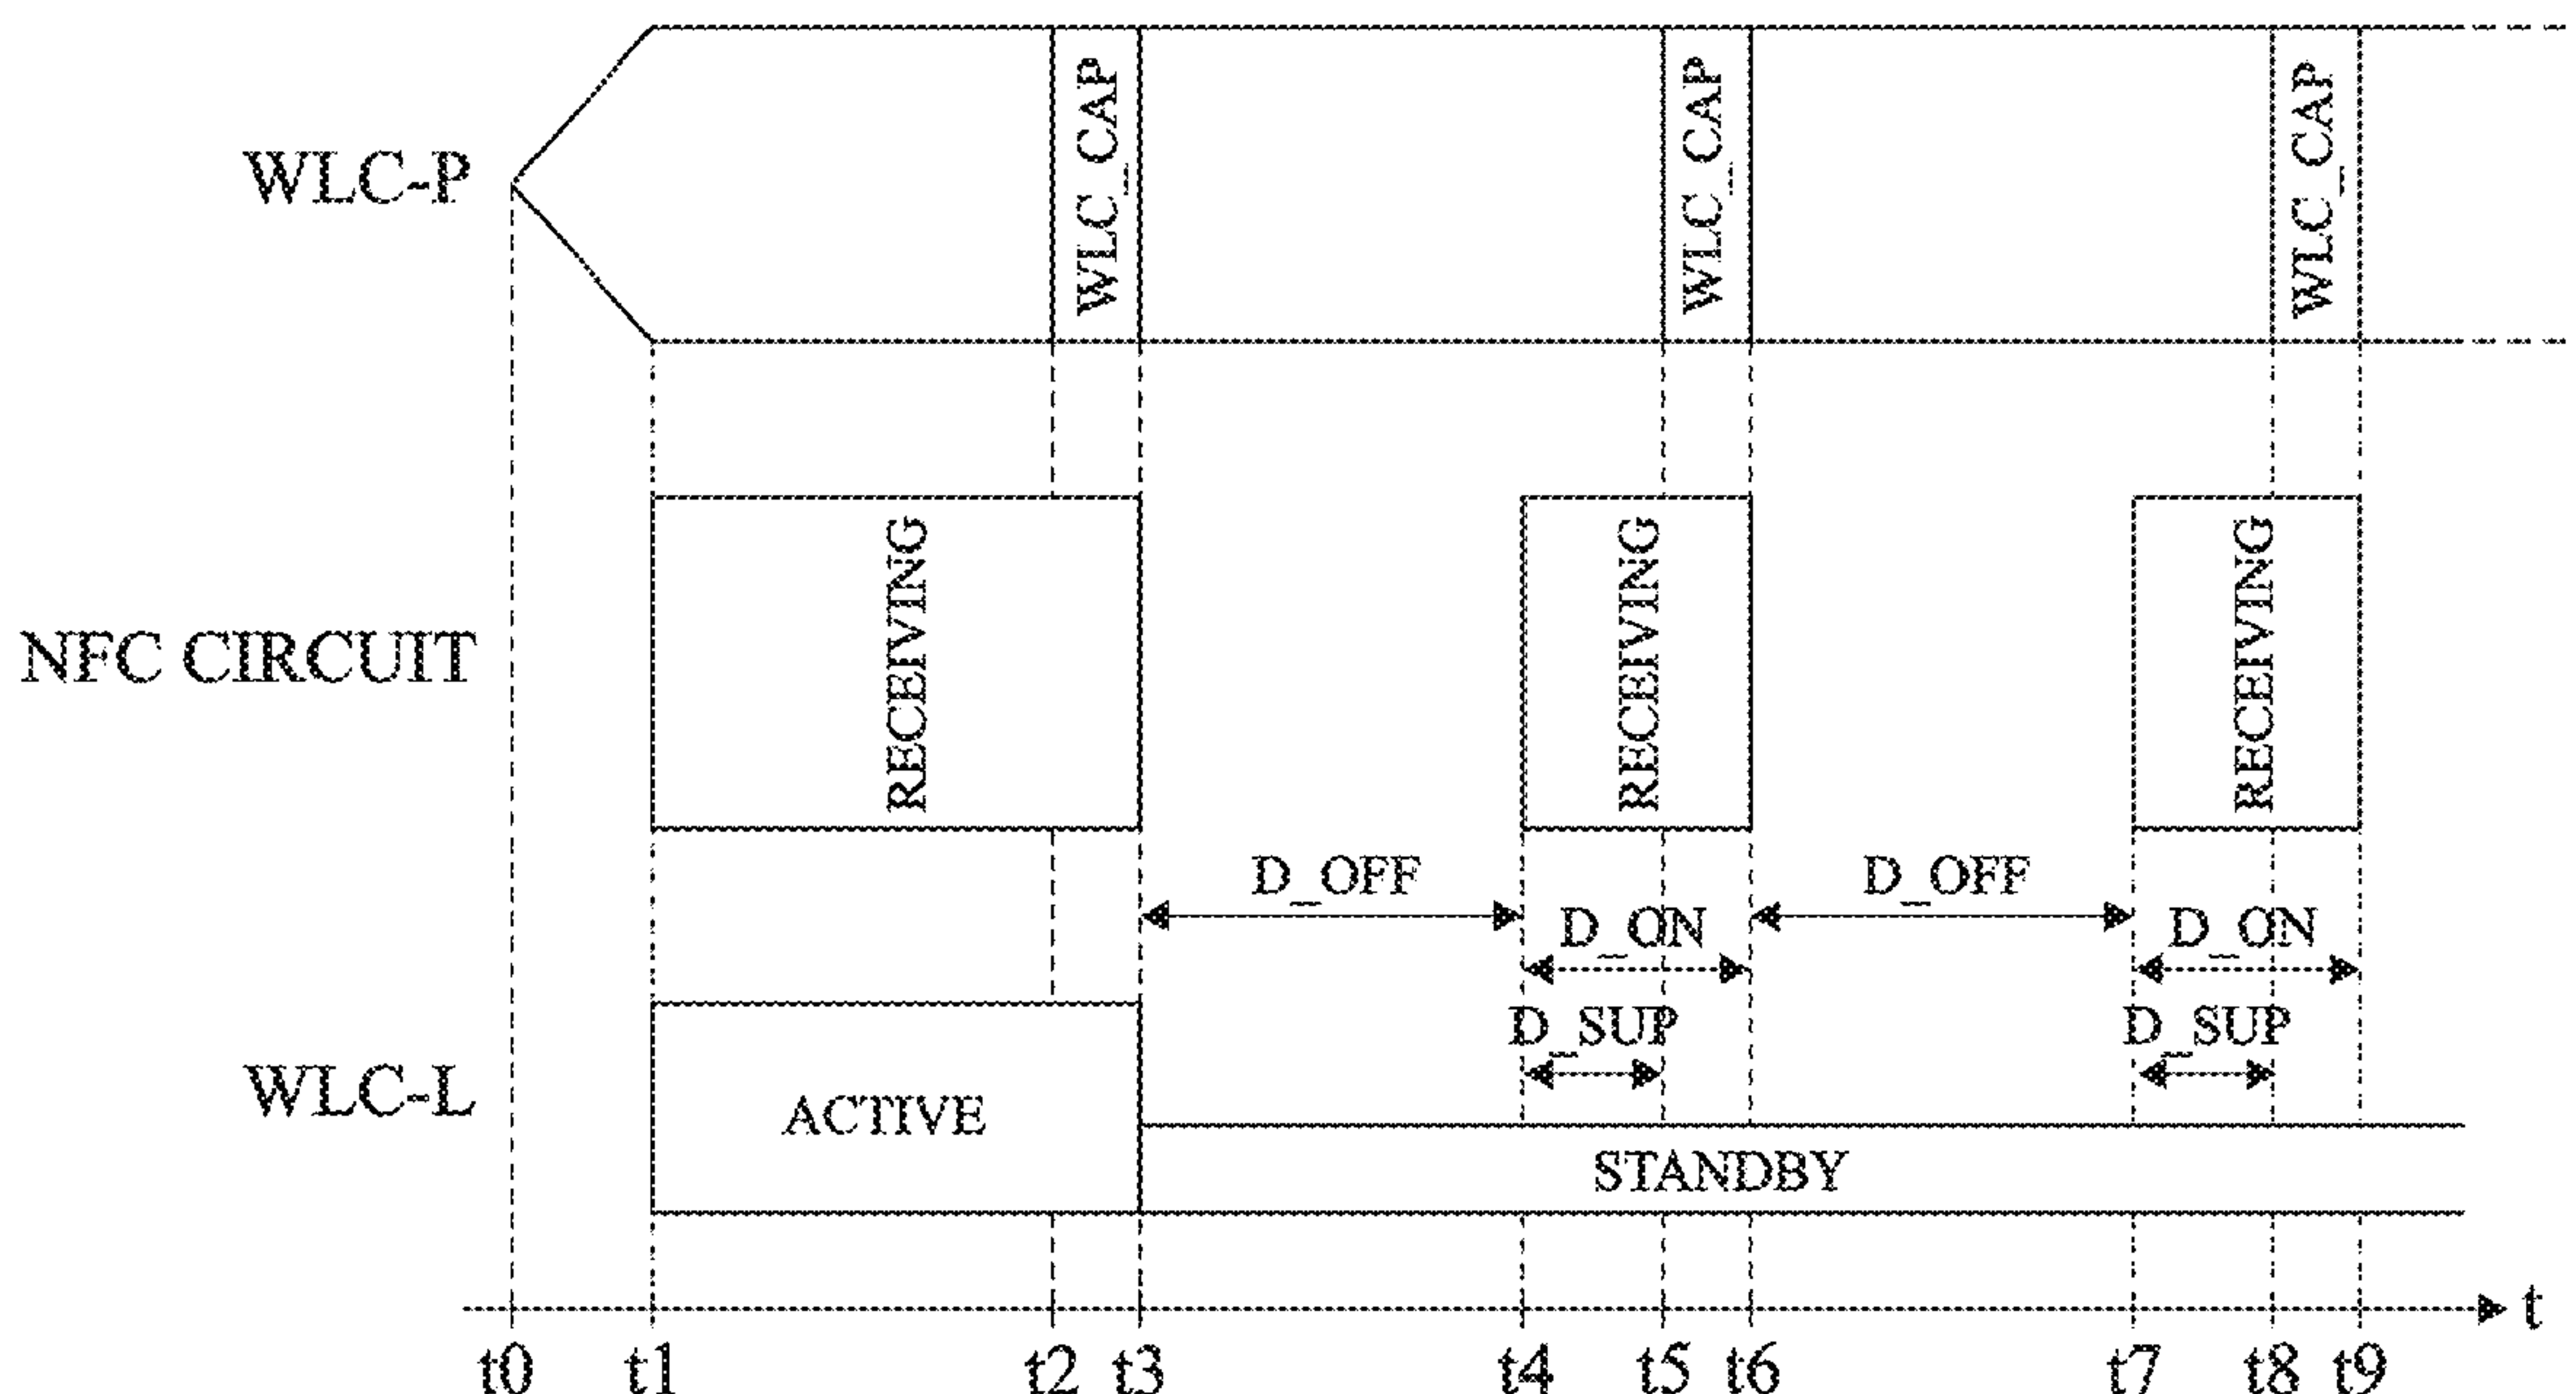 WLC-P
WLC_CAP
WLC_CAP
WLC_CAP
NFC CIRCUIT
RECEIVING
RECEIVING
RECEIVING
D_OFF
D_OFF
D_ON
D_ON
D_SUP
D_SUP
WLC-L
ACTIVE
STANDBY
t
t0 t1 t2 t3 t4 t5 t6 t7 t8 t9